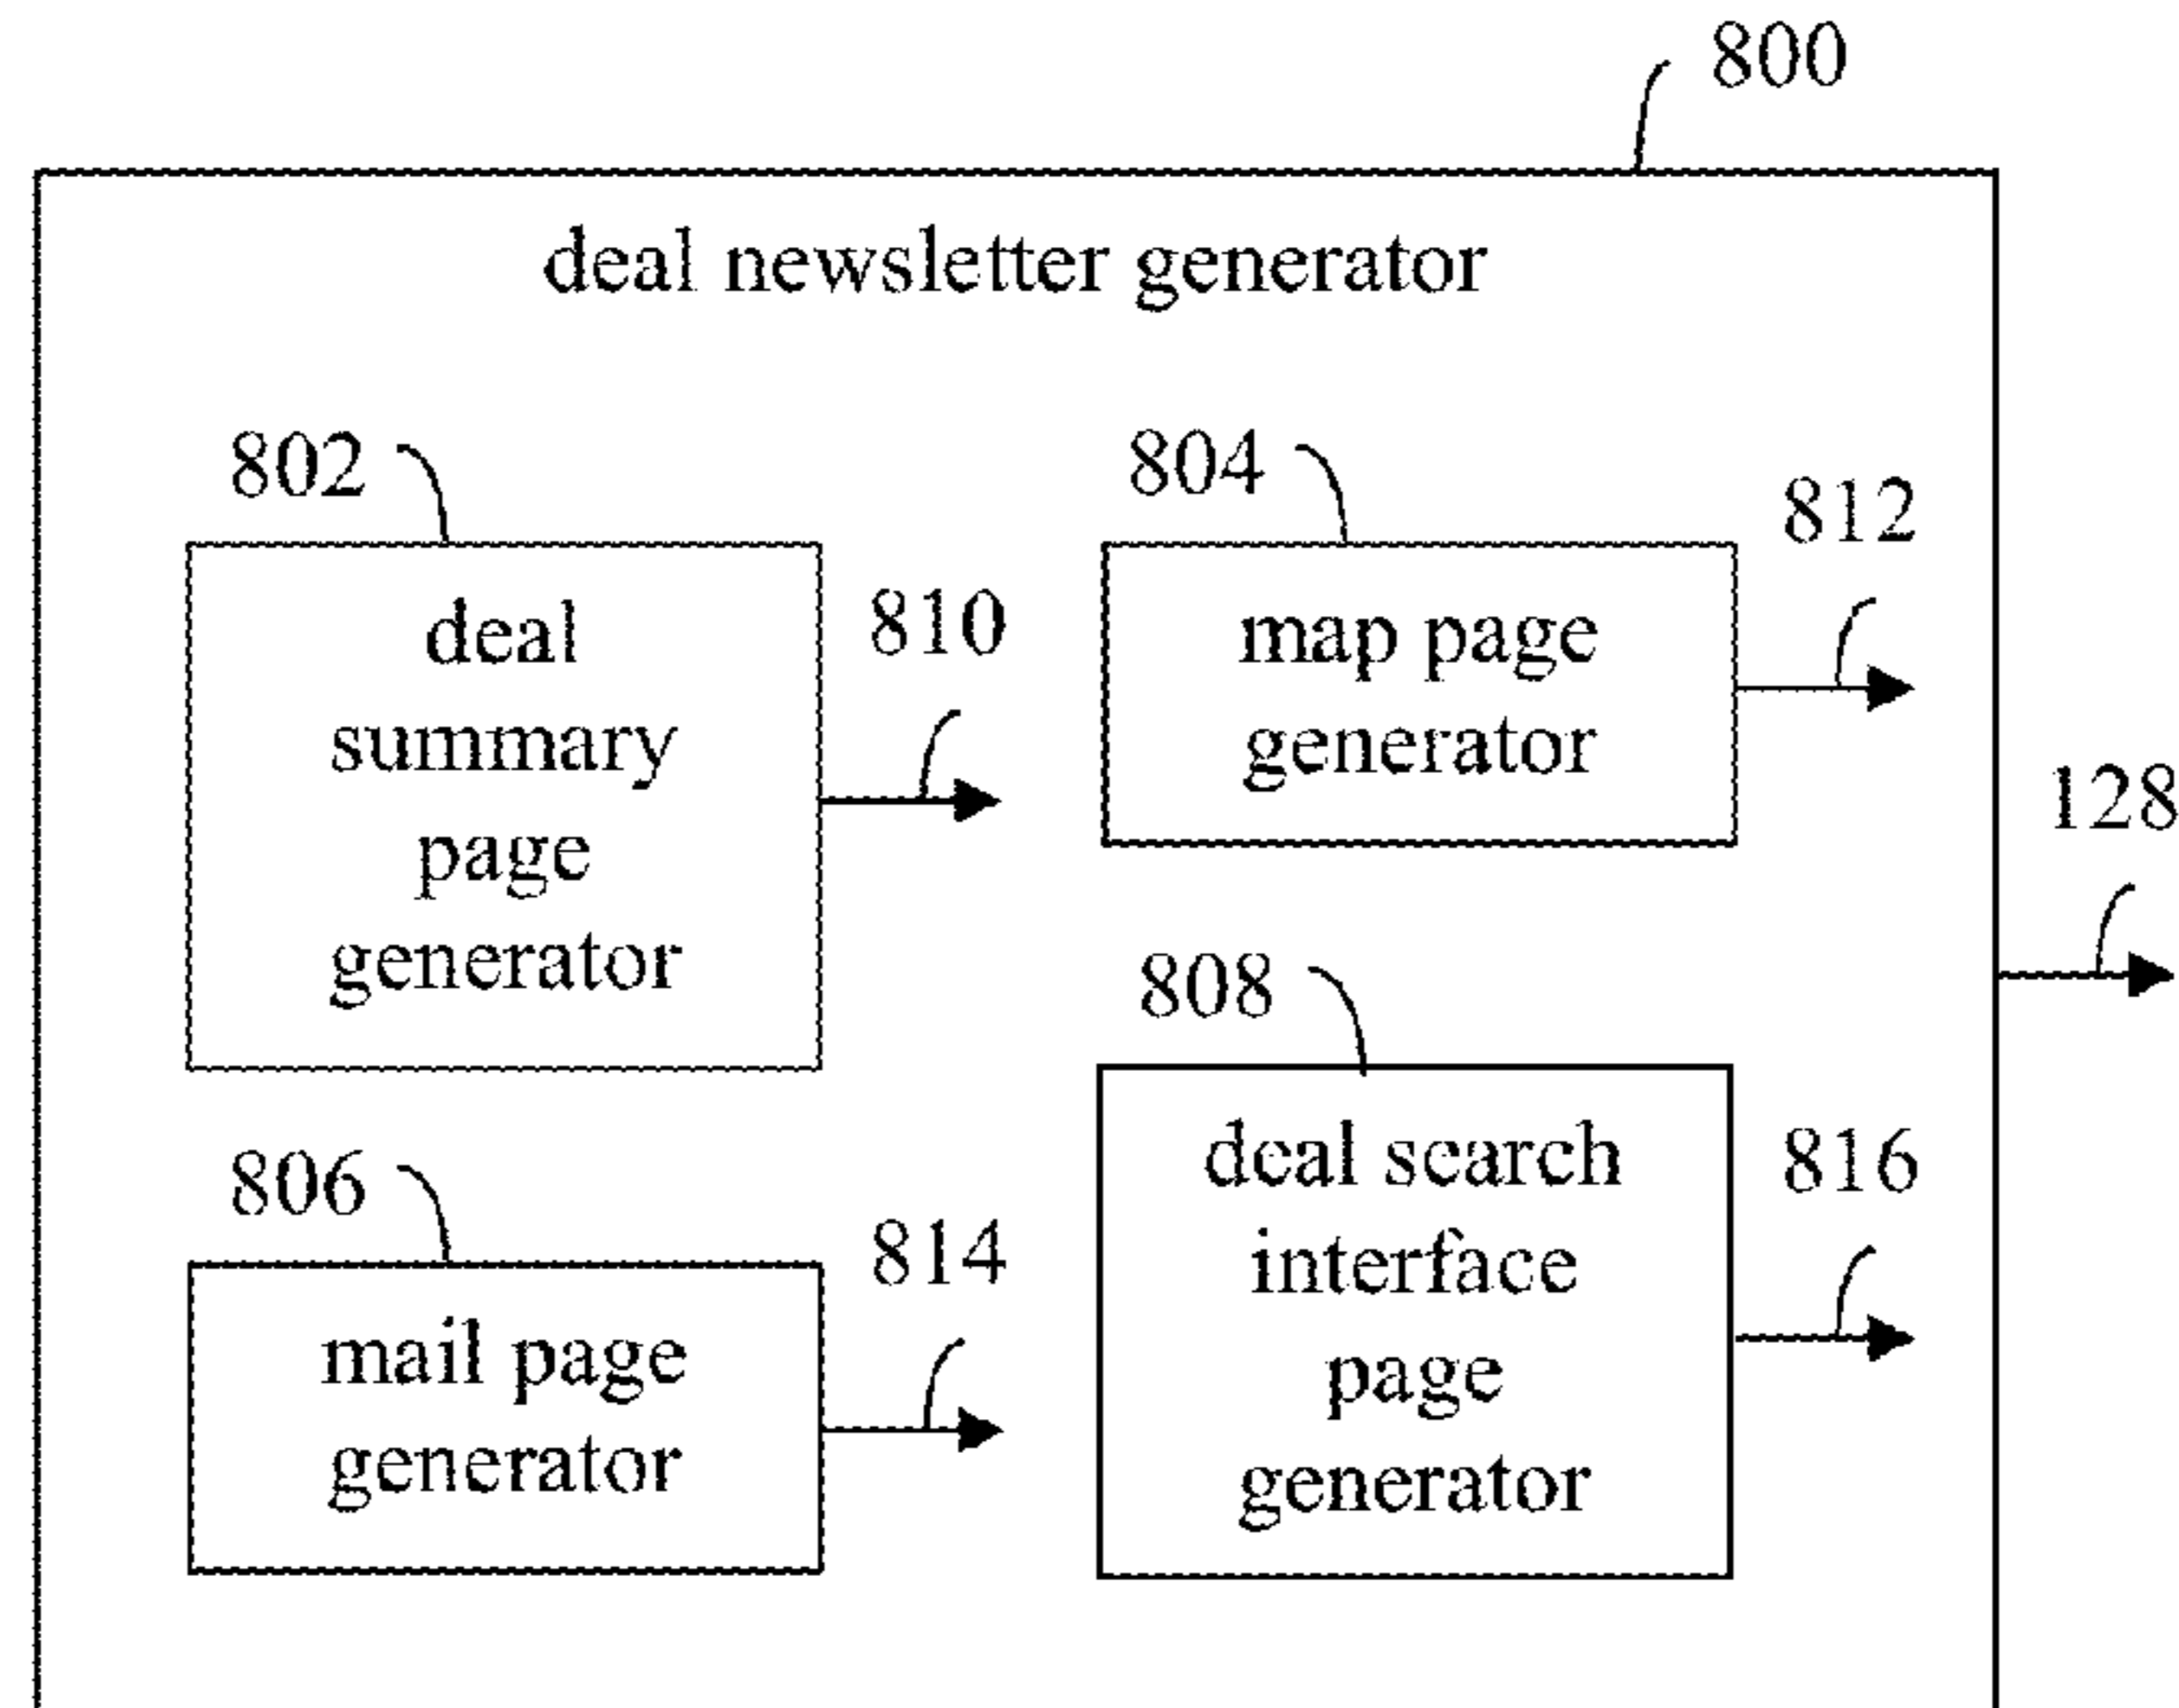 800
deal newsletter generator
802
804
812
deal
summary
page
generator
810
map page
generator
128
806
808
814
816
mail page
generator
deal search
interface
page
generator